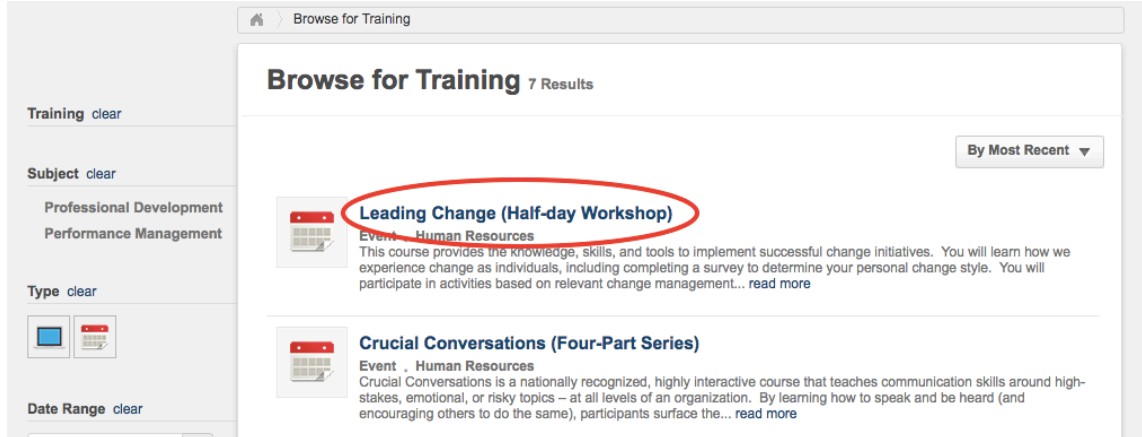 Browse for Training
Browse for Training 7 Results
Training clear
By Most Recent
Subject clear
Professional Development
Performance Management
Leading Change (Half-day Workshop)
Event . Human Resources
This course provides the knowledge, skills, and tools to implement successful change initiatives. You will learn how we
experience change as individuals, including completing a survey to determine your personal change style. You will
participate in activities based on relevant change management... read more
Type clear
Crucial Conversations (Four-Part Series)
Event . Human Resources
Crucial Conversations is a nationally recognized, highly interactive course that teaches communication skills around high-
stakes, emotional, or risky topics – at all levels of an organization. By learning how to speak and be heard (and
encouraging others to do the same), participants surface the... read more
Date Range clear